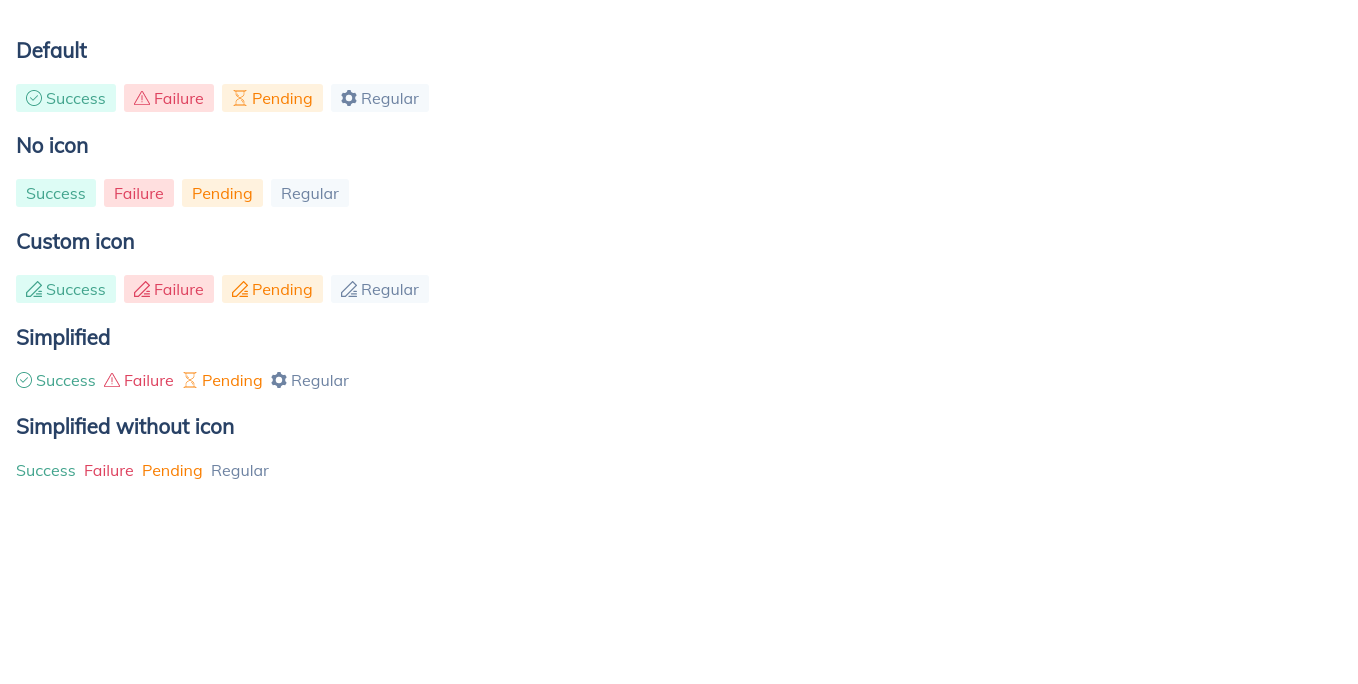 Default
Success Failure Pending Regular
No icon
Success Failure Pending Regular
Custom icon
Success Failure Pending Regular
Simplified
Success Failure Pending Regular
Simplified without icon
Success Failure Pending Regular